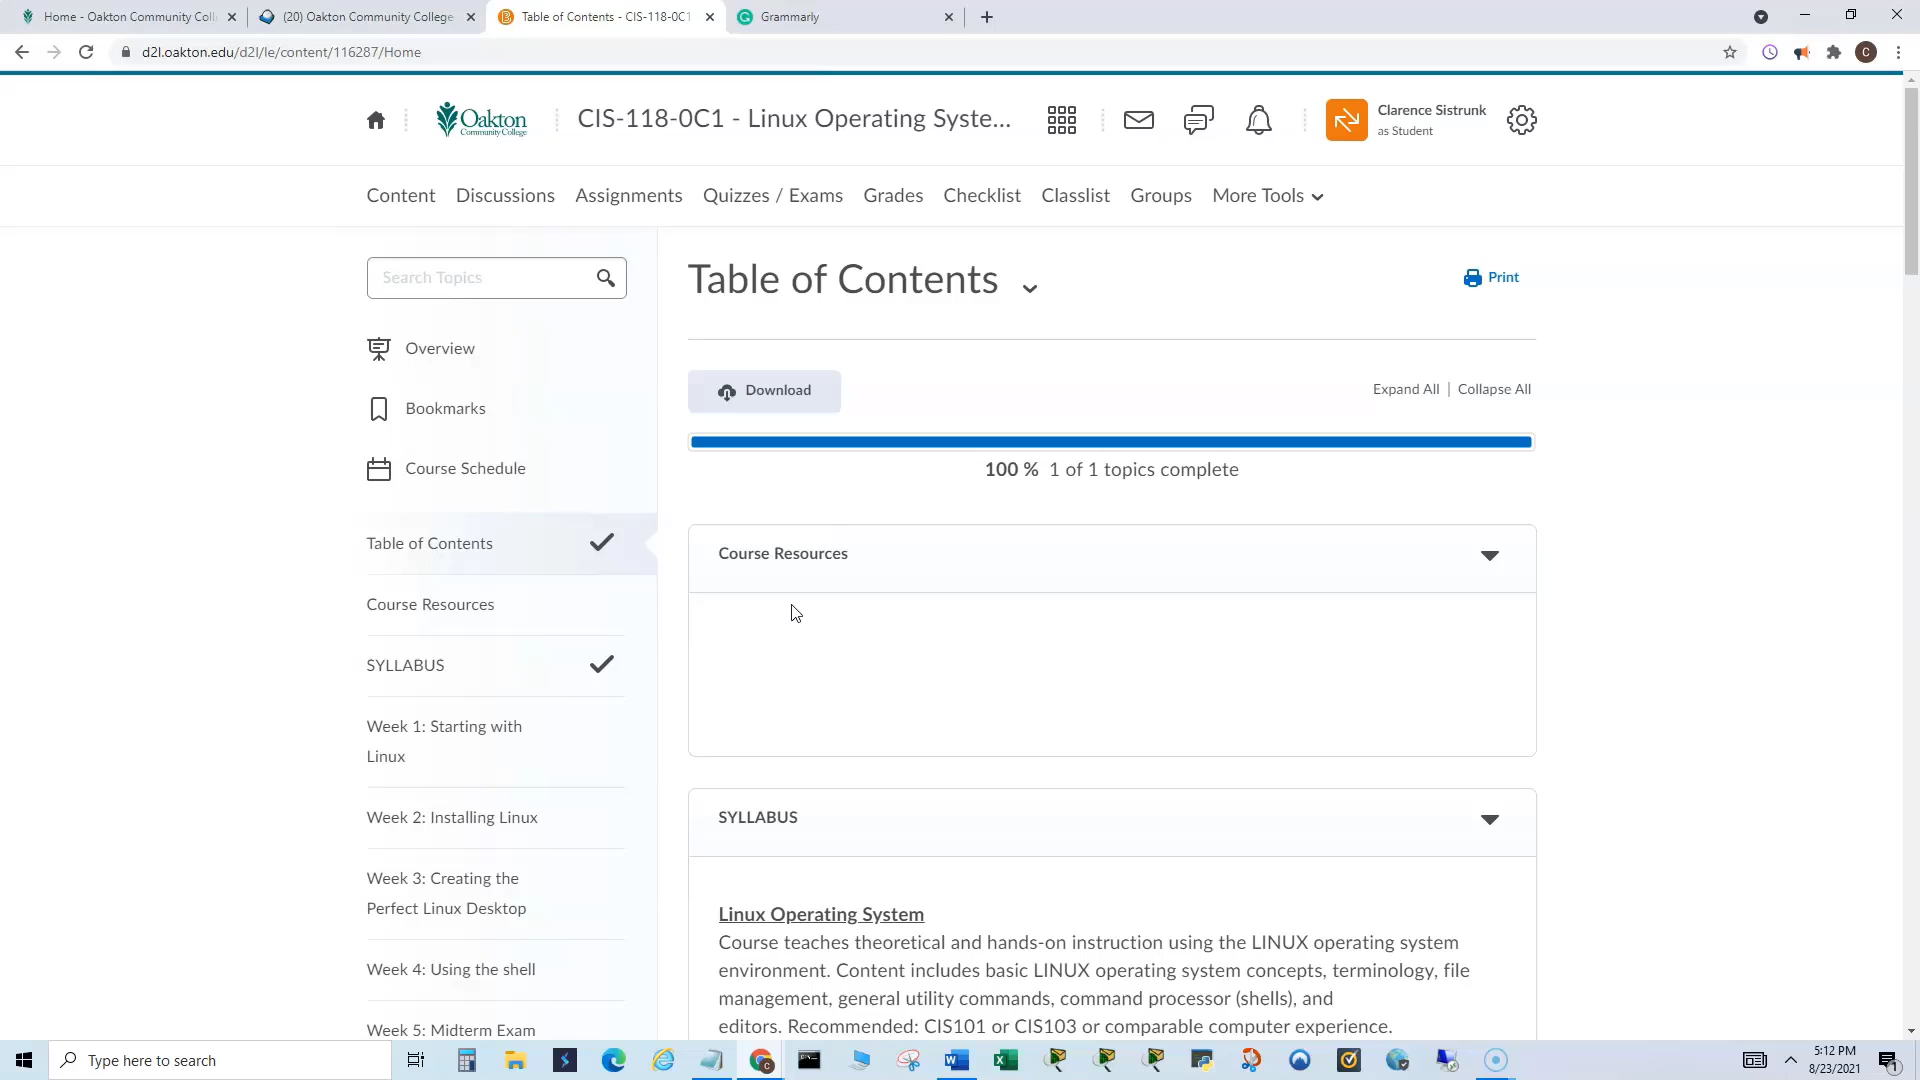 Home - Oakton Community Coll
(20) Oakton Community College
Table of Contents - CIS-118-0C1
Grammarly
d2l.oakton.edu/d2l/le/content/116287/Home
C
Oakton
Community College
CIS-118-0C1 - Linux Operating Syste...
Clarence Sistrunk
as Student
Content
Discussions
Assignments
Quizzes / Exams
Grades
Checklist
Classlist
Groups
More Tools
Search Topics
Overview
Bookmarks
Course Schedule
Table of Contents
Course Resources
SYLLABUS
Week 1: Starting with
Linux
Week 2: Installing Linux
Week 3: Creating the
Perfect Linux Desktop
Week 4: Using the shell
Week 5: Midterm Exam
Table of Contents
Print
Download
Expand All | Collapse All
100 % 1 of 1 topics complete
Course Resources
SYLLABUS
Linux Operating System
Course teaches theoretical and hands-on instruction using the LINUX operating system
environment. Content includes basic LINUX operating system concepts, terminology, file
management, general utility commands, command processor (shells), and
editors. Recommended: CIS101 or CIS103 or comparable computer experience.
Type here to search
5:12 PM
8/23/2021